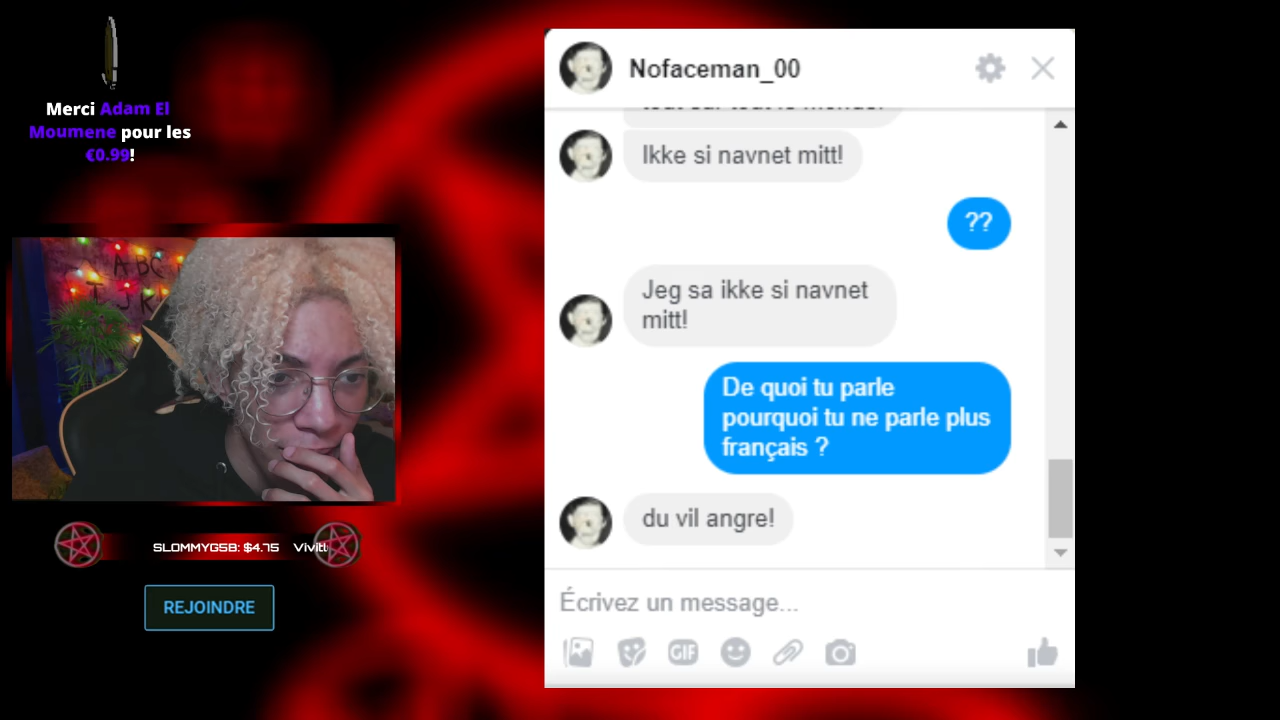 Merci Adam El
Moumene pour les
€0.99!
A B C
T J K
SLOMMYG5B: $4.75
REJOINDRE
Nofaceman_00
Ikke si navnet mitt!
??
Jeg sa ikke si navnet
mitt!
De quoi tu parle
pourquoi tu ne parle plus
français ?
du vil angre!
Écrivez un message...
GIF